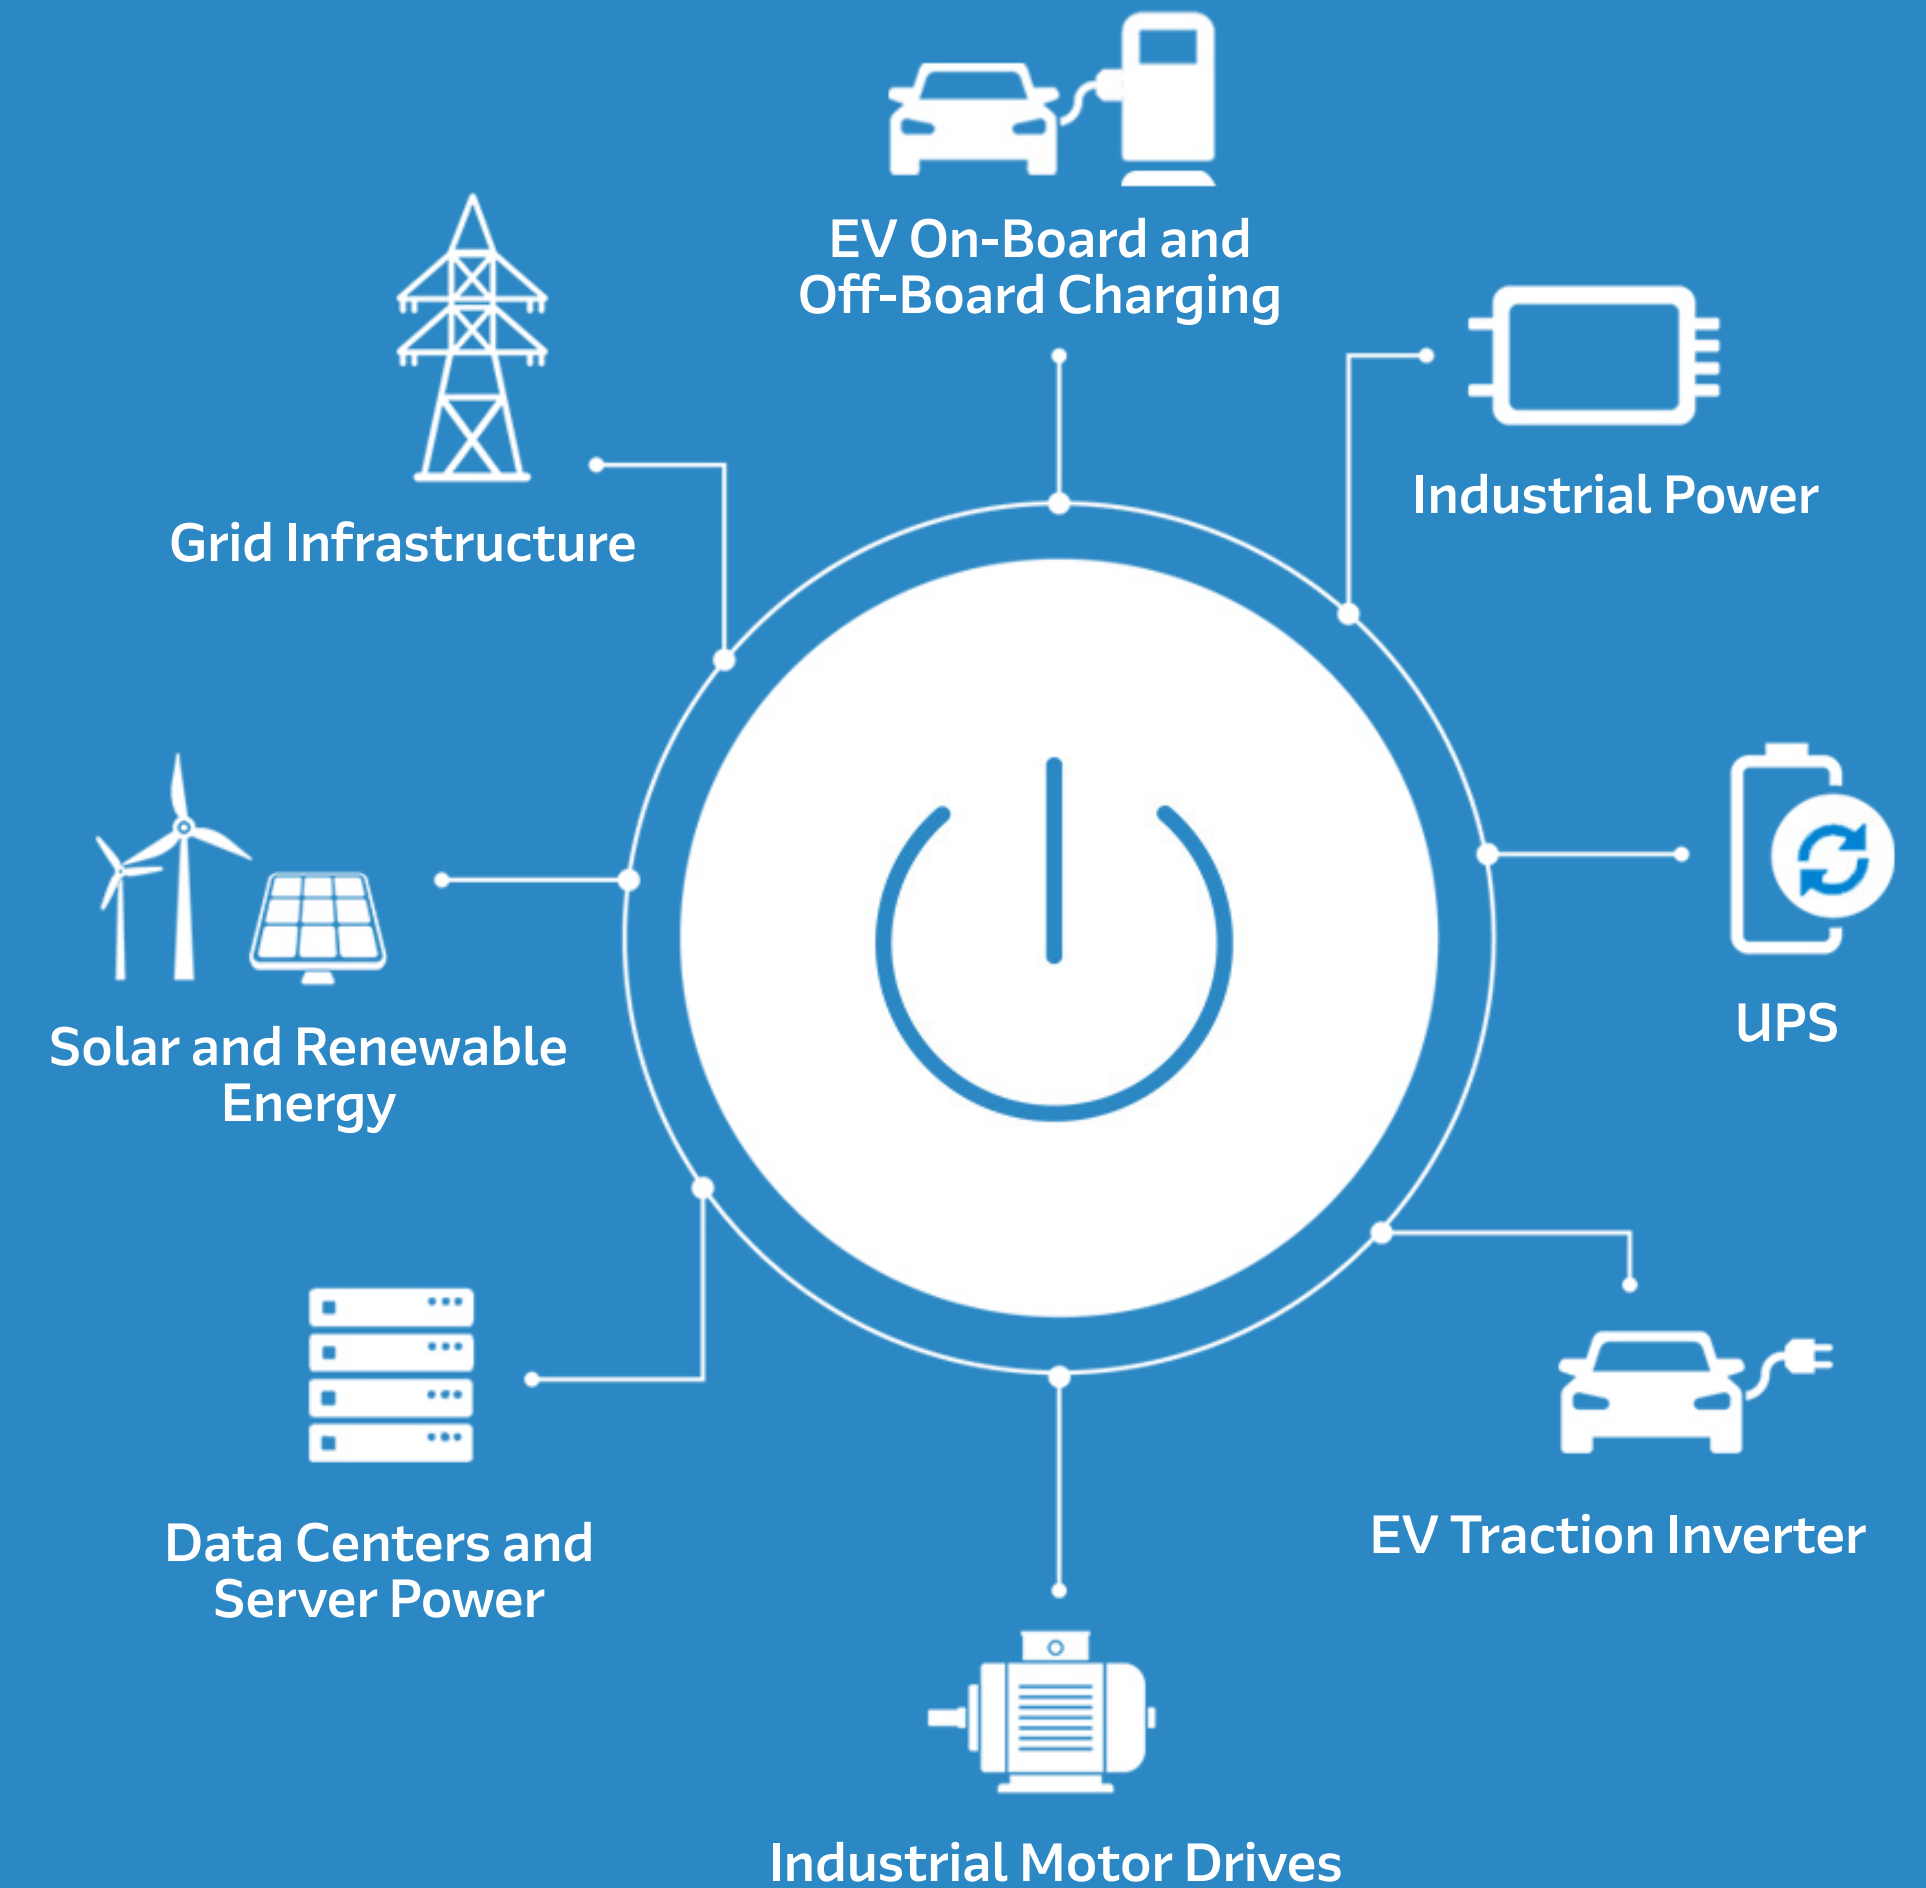 EV On-Board and
Off-Board Charging
Industrial Power
Grid Infrastructure
UPS
Solar and Renewable
Energy
EV Traction Inverter
Data Centers and
Server Power
Industrial Motor Drives